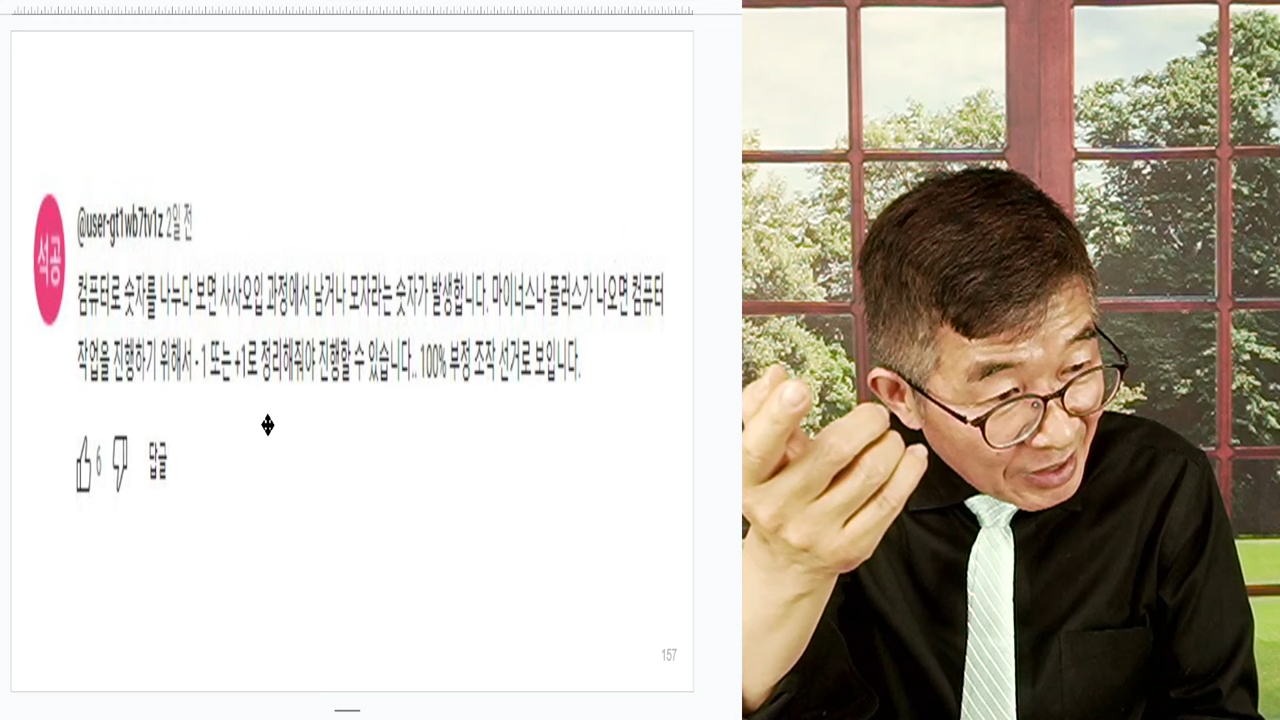 석공
@user-gt1wb7tv1z 2일 전
컴퓨터로 숫자를 나누다 보면 사사오입 과정에서 남거나 모자라는 숫자가 발생합니다. 마이너스나 플러스가 나오면 컴퓨터
작업을 진행하기 위해서 - 1 또는 +1로 정리해줘야 진행할 수 있습니다.. 100% 부정 조작 선거로 보입니다.
6 답글
157